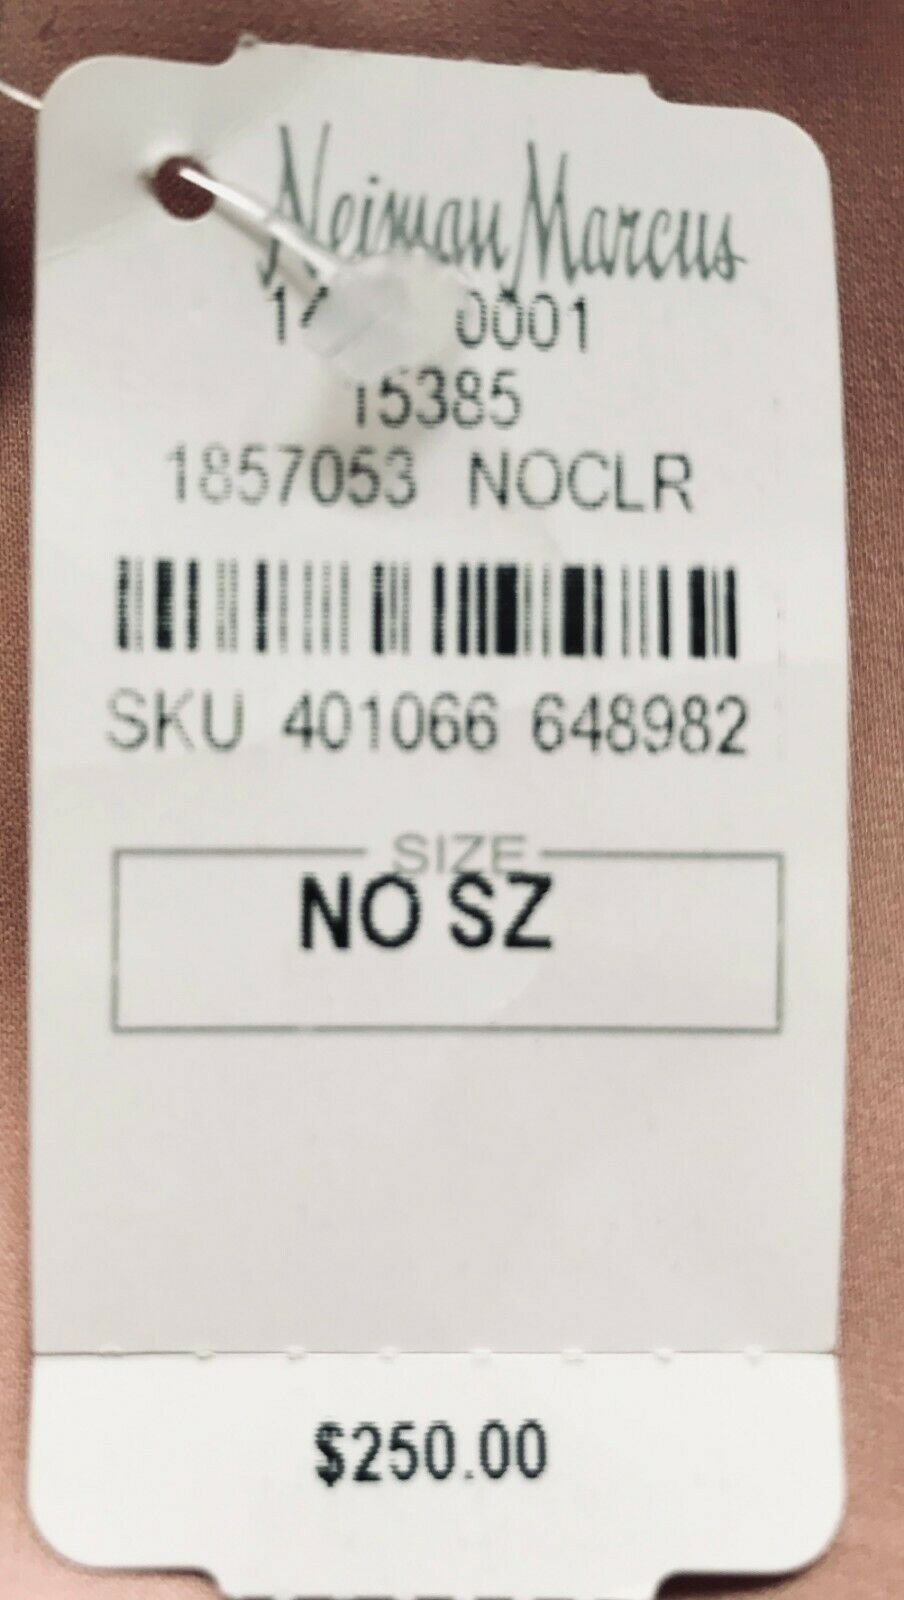 Neiman Marcus
0001
15385
1857053 NOCLR
SKU 401066 648982
SIZE
NO SZ
$250.00